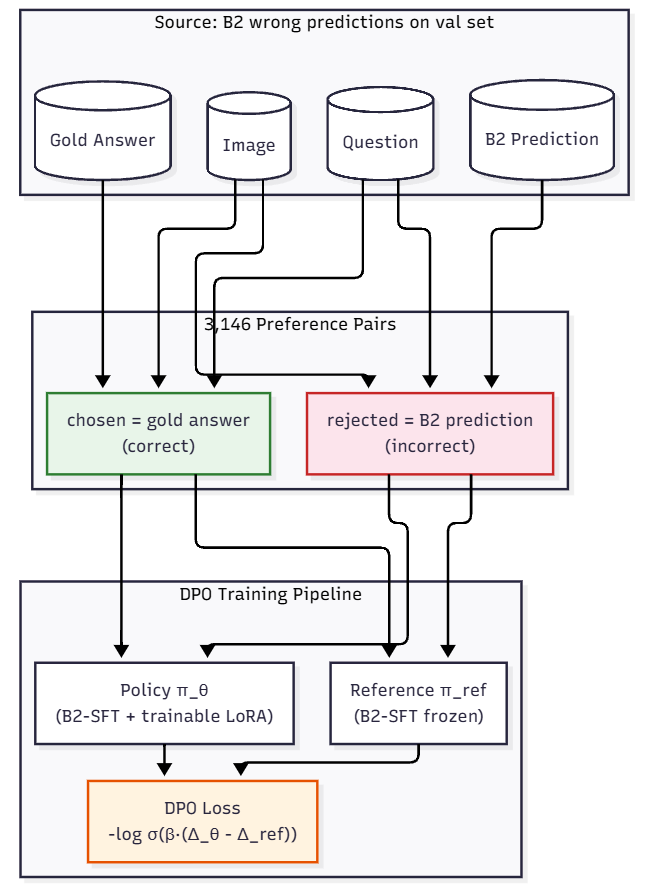 Source: B2 wrong predictions on val set
Gold Answer
Image
Question
B2 Prediction
3,146 Preference Pairs
chosen = gold answer
(correct)
rejected = B2 prediction
(incorrect)
DPO Training Pipeline
Policy π_θ
(B2-SFT + trainable LoRA)
Reference π_ref
(B2-SFT frozen)
DPO Loss
-log σ(β·(Δ_θ - Δ_ref))